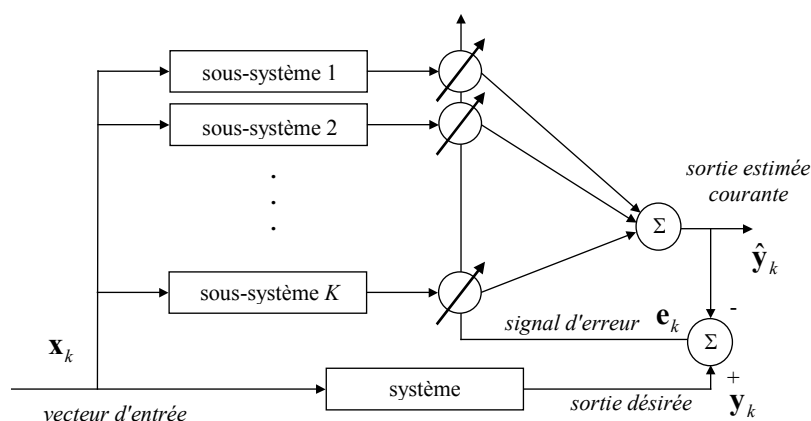 sous-système 1
sous-système 2
.
.
.
sous-système K
sortie estimée
courante
Σ
ŷ_k
-
signal d'erreur
e_k
Σ
x_k
système
+
vecteur d'entrée
sortie désirée
y_k